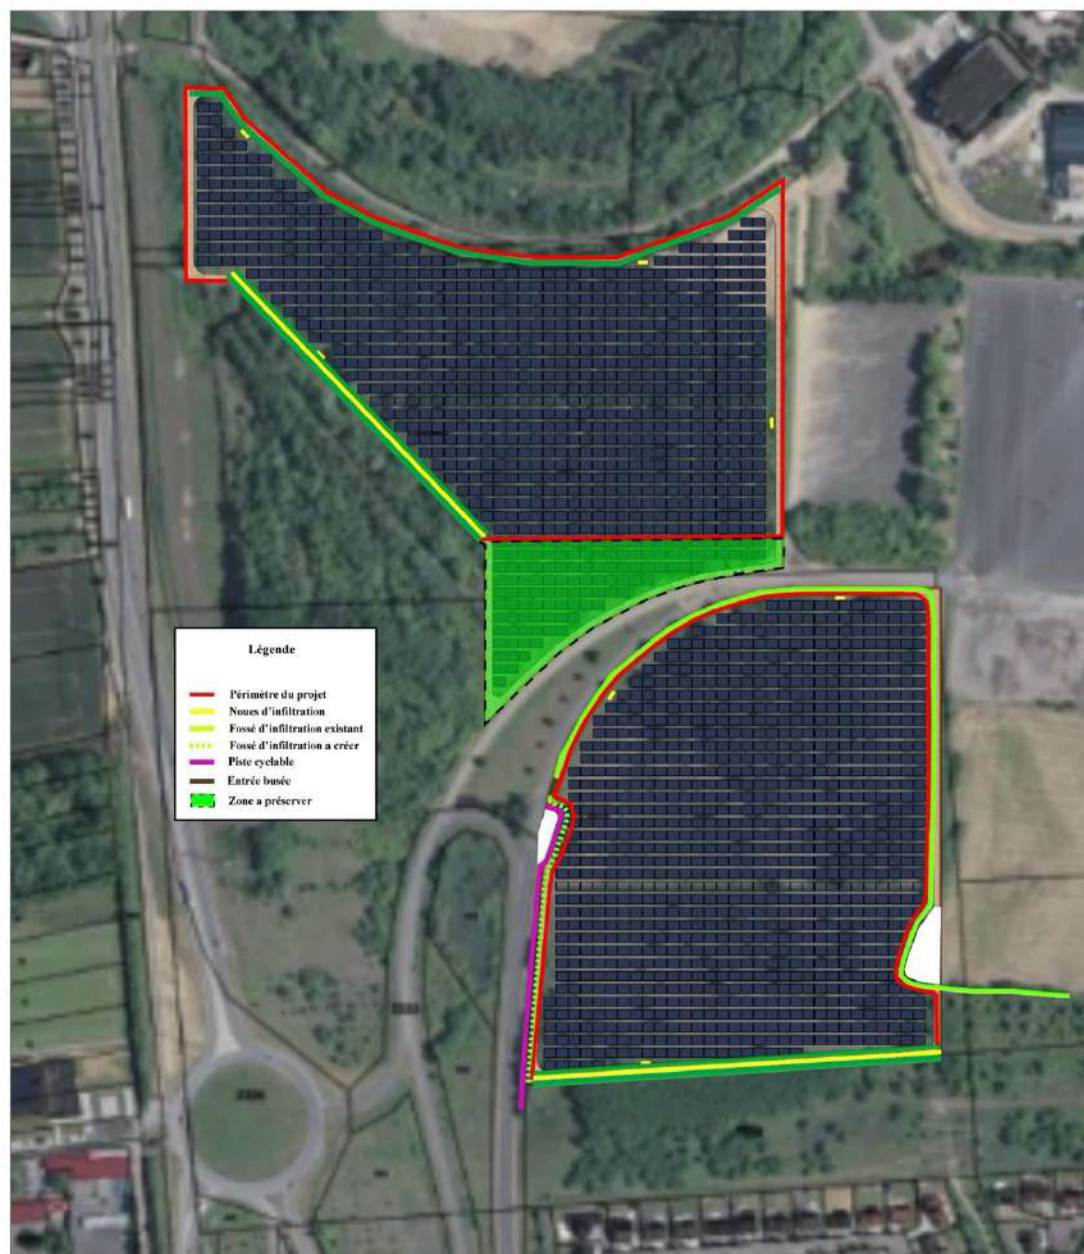 Légende
Périmètre du projet
Noues d'infiltration
Fossé d'infiltration existant
Fossé d'infiltration a créer
Piste cyclable
Entrée busée
Zone a préserver